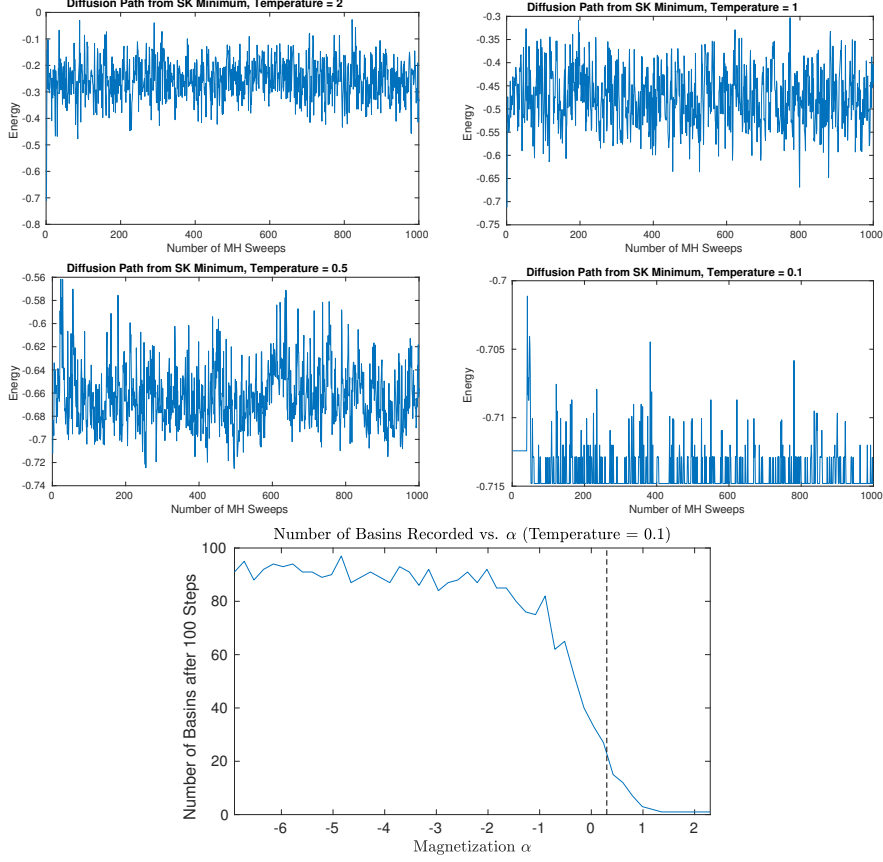 Diffusion Path from SK Minimum, Temperature = 2
0
-0.1
-0.2
-0.3
-0.4
-0.5
-0.6
-0.7
-0.8
Energy
0 200 400 600 800 1000
Number of MH Sweeps
Diffusion Path from SK Minimum, Temperature = 1
-0.3
-0.35
-0.4
-0.45
-0.5
-0.55
-0.6
-0.65
-0.7
-0.75
Energy
0 200 400 600 800 1000
Number of MH Sweeps
Diffusion Path from SK Minimum, Temperature = 0.5
-0.56
-0.58
-0.6
-0.62
-0.64
-0.66
-0.68
-0.7
-0.72
-0.74
Energy
0 200 400 600 800 1000
Number of MH Sweeps
Diffusion Path from SK Minimum, Temperature = 0.1
-0.7
-0.705
-0.71
-0.715
Energy
0 200 400 600 800 1000
Number of MH Sweeps
Number of Basins Recorded vs. α (Temperature = 0.1)
100
80
60
40
20
0
Number of Basins after 100 Steps
-6 -5 -4 -3 -2 -1 0 1 2
Magnetization α